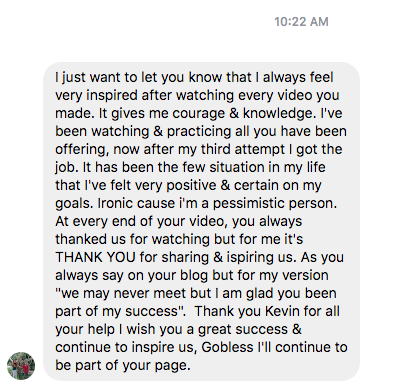 10:22 AM
I just want to let you know that I always feel
very inspired after watching every video you
made. It gives me courage & knowledge. I've
been watching & practicing all you have been
offering, now after my third attempt I got the
job. It has been the few situation in my life
that I've felt very positive & certain on my
goals. Ironic cause i'm a pessimistic person.
At every end of your video, you always
thanked us for watching but for me it's
THANK YOU for sharing & ispiring us. As you
always say on your blog but for my version
"we may never meet but I am glad you been
part of my success".  Thank you Kevin for all
your help I wish you a great success &
continue to inspire us, Gobless I'll continue to
be part of your page.